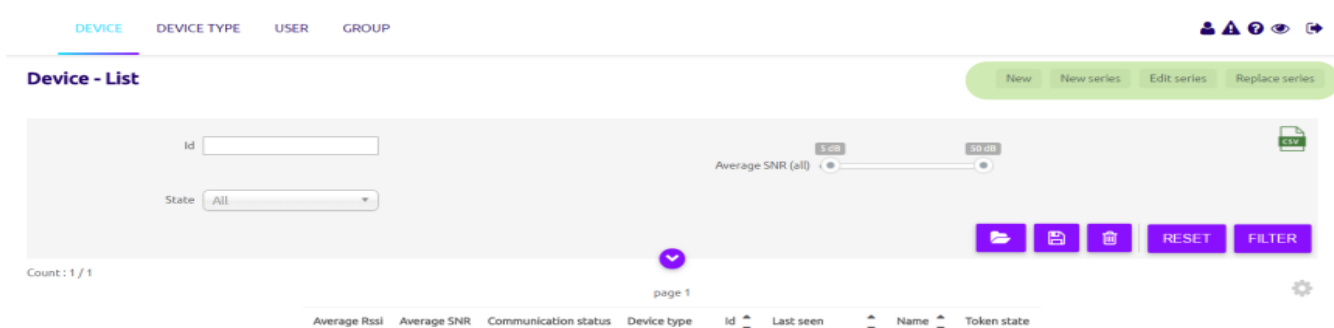 DEVICE DEVICE TYPE USER GROUP
Device - List
New New series Edit series Replace series
Id
CSV
5 dB 50 dB
Average SNR (all)
State All
RESET FILTER
Count : 1 / 1
page 1
Average Rssi Average SNR Communication status Device type Id Last seen Name Token state